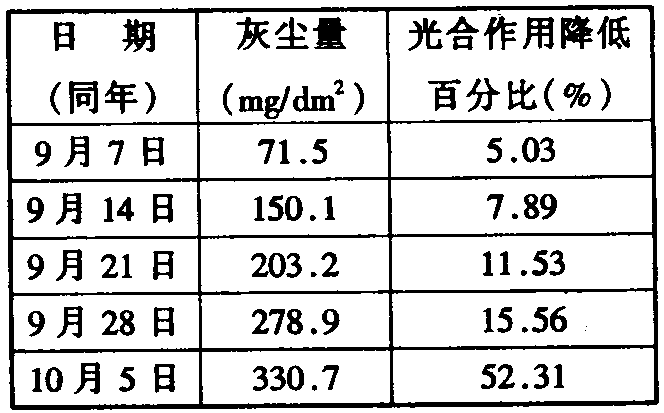 日 期 灰尘量 光合作用降低
(同年) (mg/dm²) 百分比(%)
9月7日 71.5 5.03
9月14日 150.1 7.89
9月21日 203.2 11.53
9月28日 278.9 15.56
10月5日 330.7 52.31